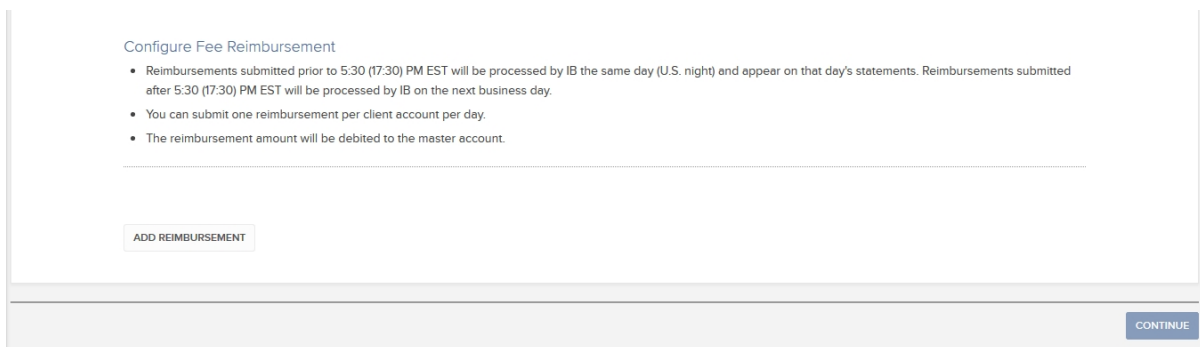 Configure Fee Reimbursement
• Reimbursements submitted prior to 5:30 (17:30) PM EST will be processed by IB the same day (U.S. night) and appear on that day's statements. Reimbursements submitted
after 5:30 (17:30) PM EST will be processed by IB on the next business day.
• You can submit one reimbursement per client account per day.
• The reimbursement amount will be debited to the master account.
ADD REIMBURSEMENT
CONTINUE